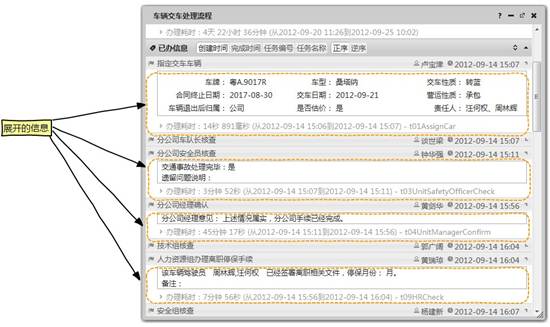 车辆交车处理流程
办理耗时：4天 22小时 36分钟 (从2012-09-20 11:26到2012-09-25 10:02)
已办信息 创建时间 完成时间 任务编号 任务名称 正序 逆序
指定交车车辆 卢宝津 2012-09-14 15:07
车牌： 粤A.9017R 车型： 桑塔纳 交车性质： 转蓝
合同终止日期： 2017-08-30 交车日期： 2012-09-21 营运性质： 承包
车辆退出后归属： 公司 是否估价： 是 责任人： 汪何权、周林辉
办理耗时：14秒 891毫秒 (从2012-09-14 15:06到2012-09-14 15:07) - t01AssignCar
展开的信息
分公司车队长核查 谈世梁 2012-09-14 15:07
分公司安全员核查 钟华强 2012-09-14 15:11
交通事故处理完毕：是
遗留问题说明：
办理耗时：3分钟 52秒 (从2012-09-14 15:07到2012-09-14 15:11) - t03UnitSafetyOfficerCheck
分公司经理确认 黄剑华 2012-09-14 15:56
分公司经理意见： 上述情况属实，分公司手续已经完成。
办理耗时：45分钟 17秒 (从2012-09-14 15:11到2012-09-14 15:56) - t04UnitManagerConfirm
技术组核查 郭广阔 2012-09-14 16:04
人力资源组办理离职停保手续 黄婉琼 2012-09-14 16:04
该车辆驾驶员 周林辉,汪何权 已经签署离职相关文件，停保月份： 月。
备注：
办理耗时：7分钟 56秒 (从2012-09-14 15:56到2012-09-14 16:04) - t09HRCheck
安全组核查 杨建新 2012-09-14 16:07